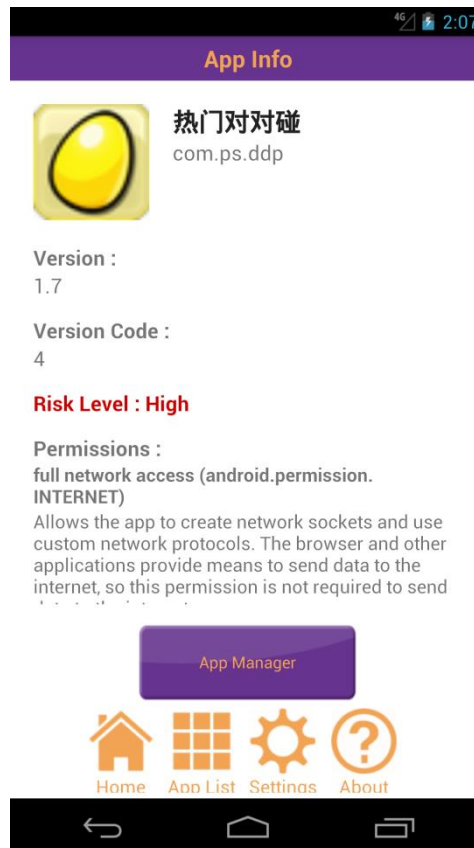 4G 2:07
App Info
热门对对碰
com.ps.ddp
Version :
1.7
Version Code :
4
Risk Level : High
Permissions :
full network access (android.permission.
INTERNET)
Allows the app to create network sockets and use
custom network protocols. The browser and other
applications provide means to send data to the
internet, so this permission is not required to send
App Manager
Home App List Settings About